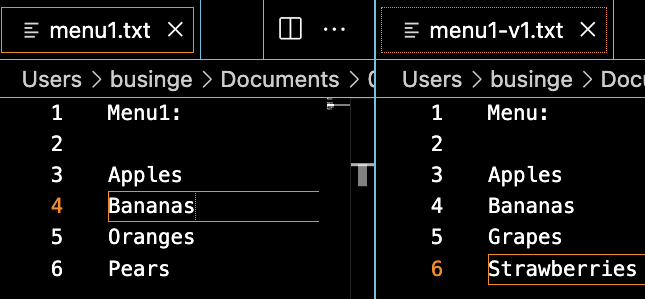 menu1.txt
Users > businge > Documents >
1 Menu1:
2
3 Apples
4 Bananas
5 Oranges
6 Pears
menu1-v1.txt
Users > businge >
1 Menu:
2
3 Apples
4 Bananas
5 Grapes
6 Strawberries